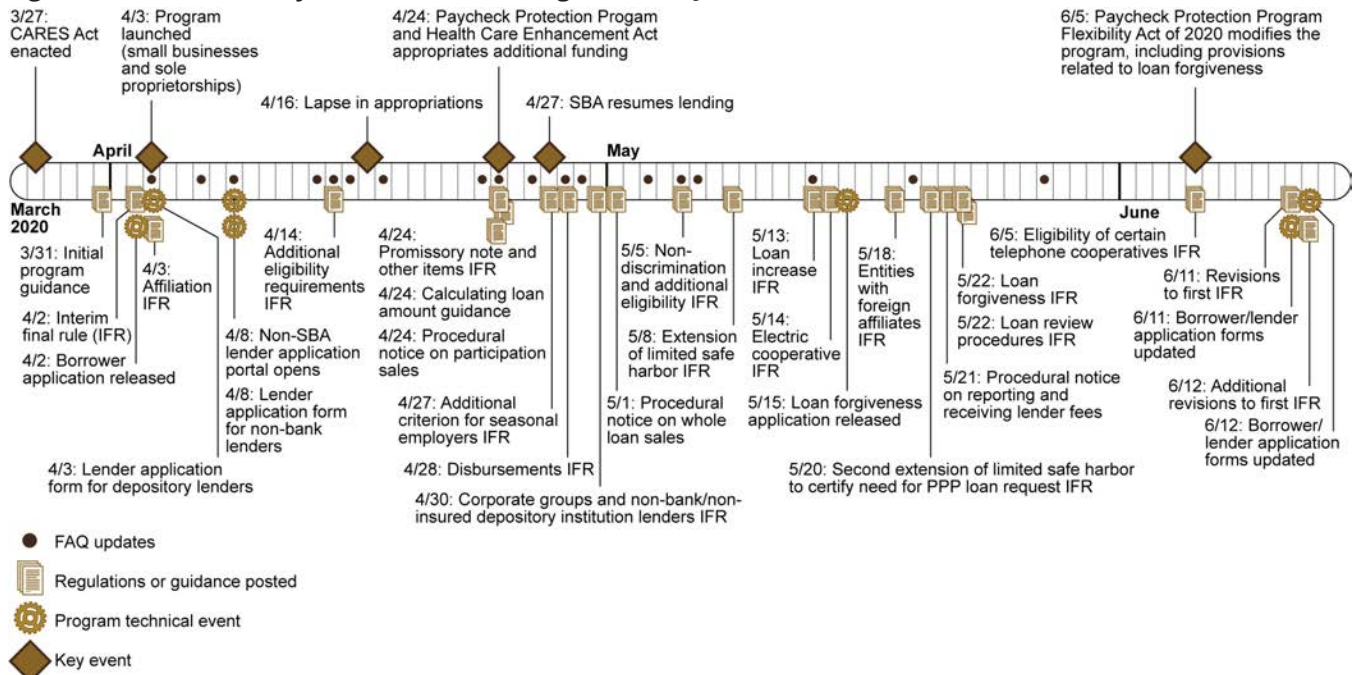 3/27:
CARES Act
enacted
4/3: Program
launched
(small businesses
and sole
proprietorships)
4/16: Lapse in appropriations
4/24: Paycheck Protection Progam
and Health Care Enhancement Act
appropriates additional funding
4/27: SBA resumes lending
6/5: Paycheck Protection Program
Flexibility Act of 2020 modifies the
program, including provisions
related to loan forgiveness
April
May
March
2020
June
3/31: Initial
program
guidance
4/2: Interim
final rule (IFR)
4/2: Borrower
application released
4/3:
Affiliation
IFR
4/3: Lender application
form for depository lenders
4/8: Non-SBA
lender application
portal opens
4/8: Lender
application form
for non-bank
lenders
4/14:
Additional
eligibility
requirements
IFR
4/24:
Promissory note and
other items IFR
4/24: Calculating loan
amount guidance
4/24: Procedural
notice on participation
sales
4/27: Additional
criterion for seasonal
employers IFR
4/28: Disbursements IFR
4/30: Corporate groups and non-bank/non-
insured depository institution lenders IFR
5/1: Procedural
notice on whole
loan sales
5/5: Non-
discrimination
and additional
eligibility IFR
5/8: Extension
of limited safe
harbor IFR
5/13:
Loan
increase
IFR
5/14:
Electric
cooperative
IFR
5/15: Loan forgiveness
application released
5/18:
Entities
with
foreign
affiliates
IFR
5/20: Second extension of limited safe harbor
to certify need for PPP loan request IFR
5/21: Procedural notice
on reporting and
receiving lender fees
5/22: Loan
forgiveness IFR
5/22: Loan review
procedures IFR
6/5: Eligibility of certain
telephone cooperatives IFR
6/11: Revisions
to first IFR
6/11: Borrower/lender
application forms
updated
6/12: Additional
revisions to first IFR
6/12: Borrower/
lender application
forms updated
FAQ updates
Regulations or guidance posted
Program technical event
Key event